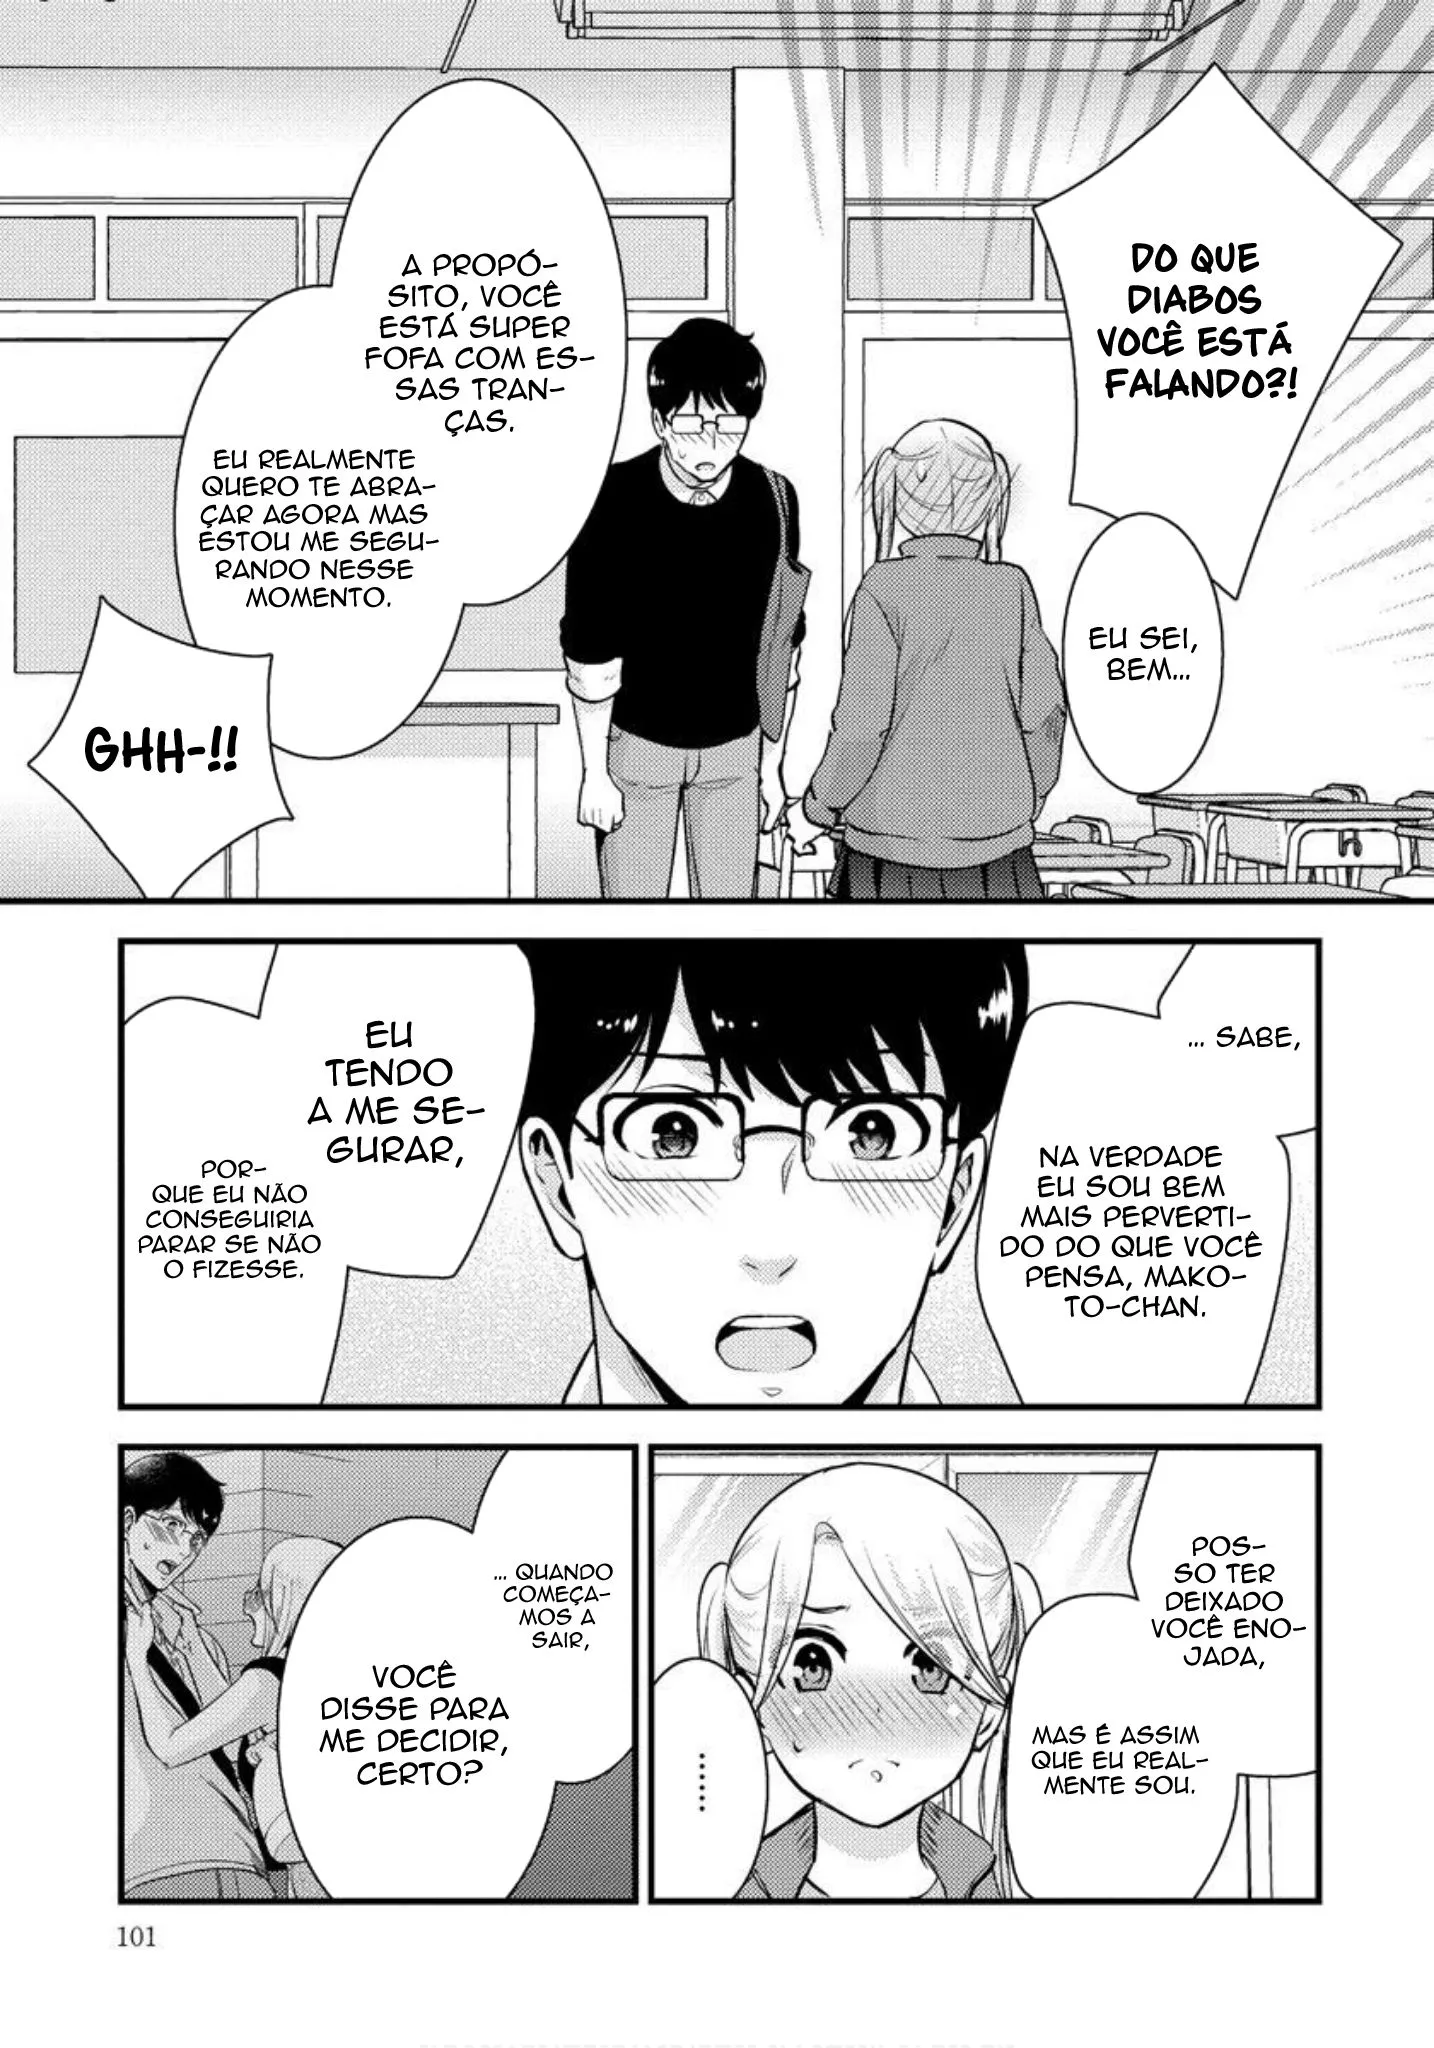 DO QUE
DIABOS
VOCÊ ESTÁ
FALANDO?!
EU SEI,
BEM...
A PROPÓ-
SITO, VOCÊ
ESTÁ SUPER
FOFA COM ES-
SAS TRAN-
ÇAS.
EU REALMENTE
QUERO TE ABRA-
ÇAR AGORA MAS
ESTOU ME SEGU-
RANDO NESSE
MOMENTO.
GHH-!!
... SABE,
NA VERDADE
EU SOU BEM
MAIS PERVERTI-
DO DO QUE VOCÊ
PENSA, MAKO-
TO-CHAN.
EU
TENDO
A ME SE-
GURAR,
POR-
QUE EU NÃO
CONSEGUIRIA
PARAR SE NÃO
O FIZESSE.
POS-
SO TER
DEIXADO
VOCÊ ENO-
JADA,
MAS É ASSIM
QUE EU REAL-
MENTE SOU.
.......
... QUANDO
COMEÇA-
MOS A
SAIR,
VOCÊ
DISSE PARA
ME DECIDIR,
CERTO?
101